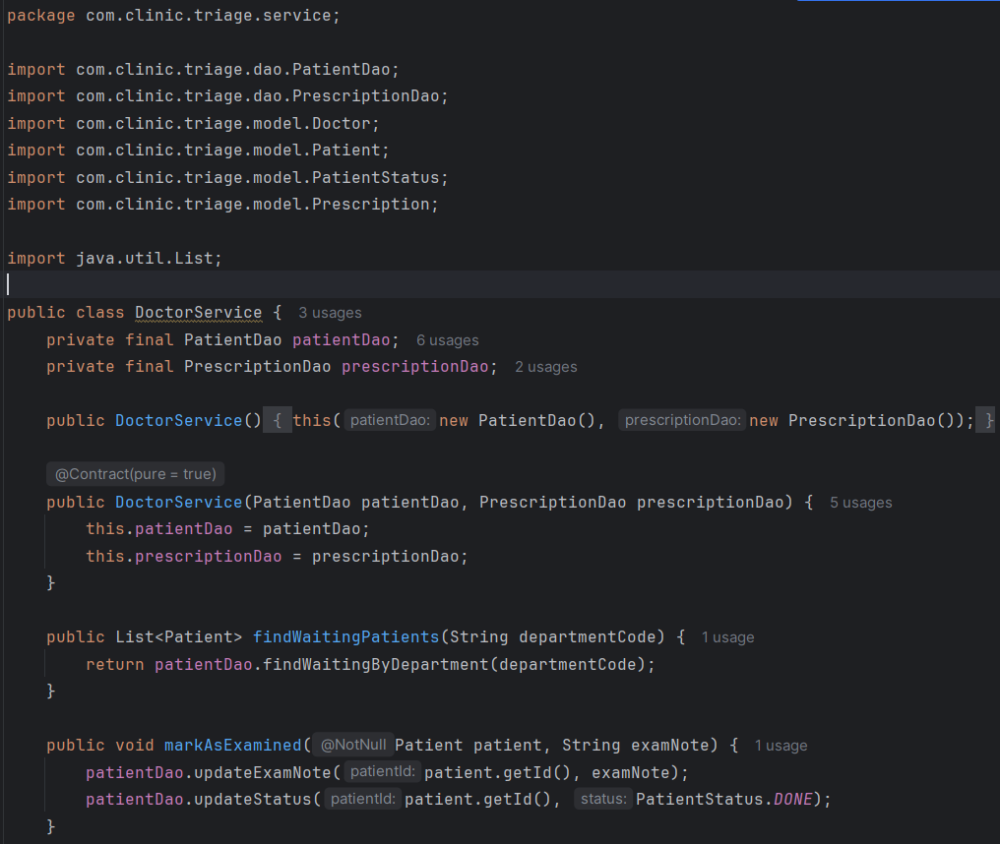 package com.clinic.triage.service;
import com.clinic.triage.dao.PatientDao;
import com.clinic.triage.dao.PrescriptionDao;
import com.clinic.triage.model.Doctor;
import com.clinic.triage.model.Patient;
import com.clinic.triage.model.PatientStatus;
import com.clinic.triage.model.Prescription;
import java.util.List;
public class DoctorService { 3 usages
private final PatientDao patientDao; 6 usages
private final PrescriptionDao prescriptionDao; 2 usages
public DoctorService() { this( patientDao: new PatientDao(), prescriptionDao: new PrescriptionDao()); }
@Contract(pure = true)
public DoctorService(PatientDao patientDao, PrescriptionDao prescriptionDao) { 5 usages
this.patientDao = patientDao;
this.prescriptionDao = prescriptionDao;
}
public List<Patient> findWaitingPatients(String departmentCode) { 1 usage
return patientDao.findWaitingByDepartment(departmentCode);
}
public void markAsExamined( @NotNull Patient patient, String examNote) { 1 usage
patientDao.updateExamNote( patientId: patient.getId(), examNote);
patientDao.updateStatus( patientId: patient.getId(), status: PatientStatus.DONE);
}